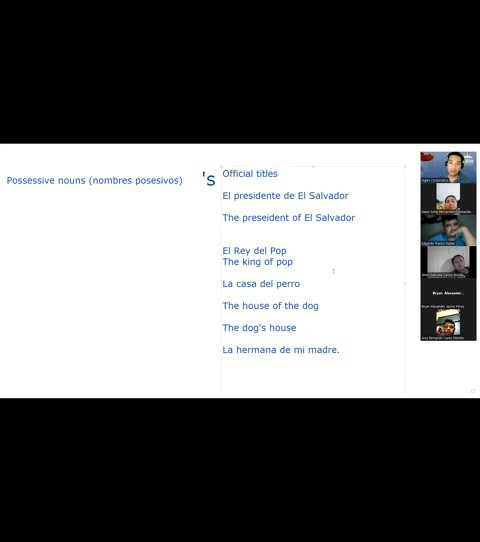 Possessive nouns (nombres posesivos)
's
Official titles
El presidente de El Salvador
The preseident of El Salvador
El Rey del Pop
The king of pop
La casa del perro
The house of the dog
The dog's house
La hermana de mi madre.
Bryan Alexander...